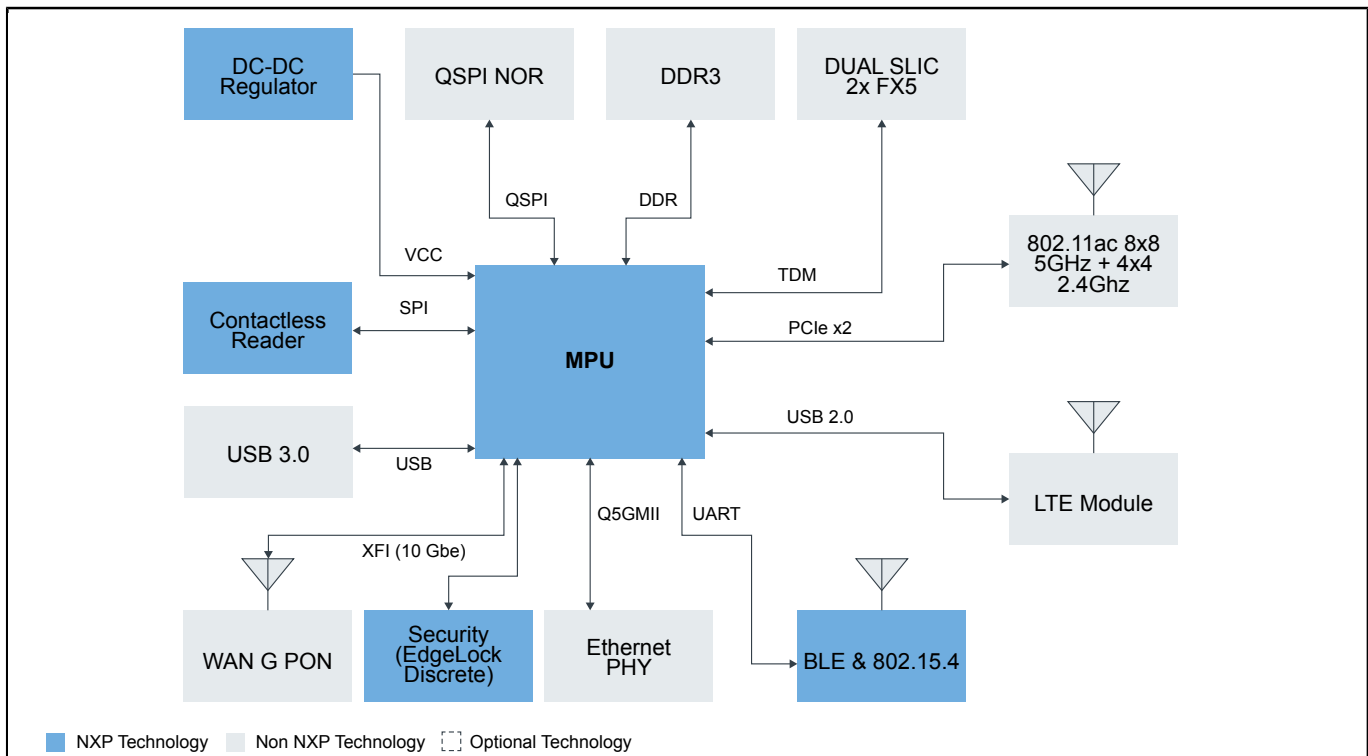 DC-DC
Regulator
QSPI NOR
DDR3
DUAL SLIC
2x FX5
QSPI
DDR
VCC
TDM
802.11ac 8x8
5GHz + 4x4
2.4Ghz
Contactless
Reader
SPI
MPU
PCIe x2
USB 2.0
USB 3.0
USB
LTE Module
Q5GMII
UART
XFI (10 Gbe)
WAN G PON
Security
(EdgeLock
Discrete)
Ethernet
PHY
BLE & 802.15.4
NXP Technology
Non NXP Technology
Optional Technology